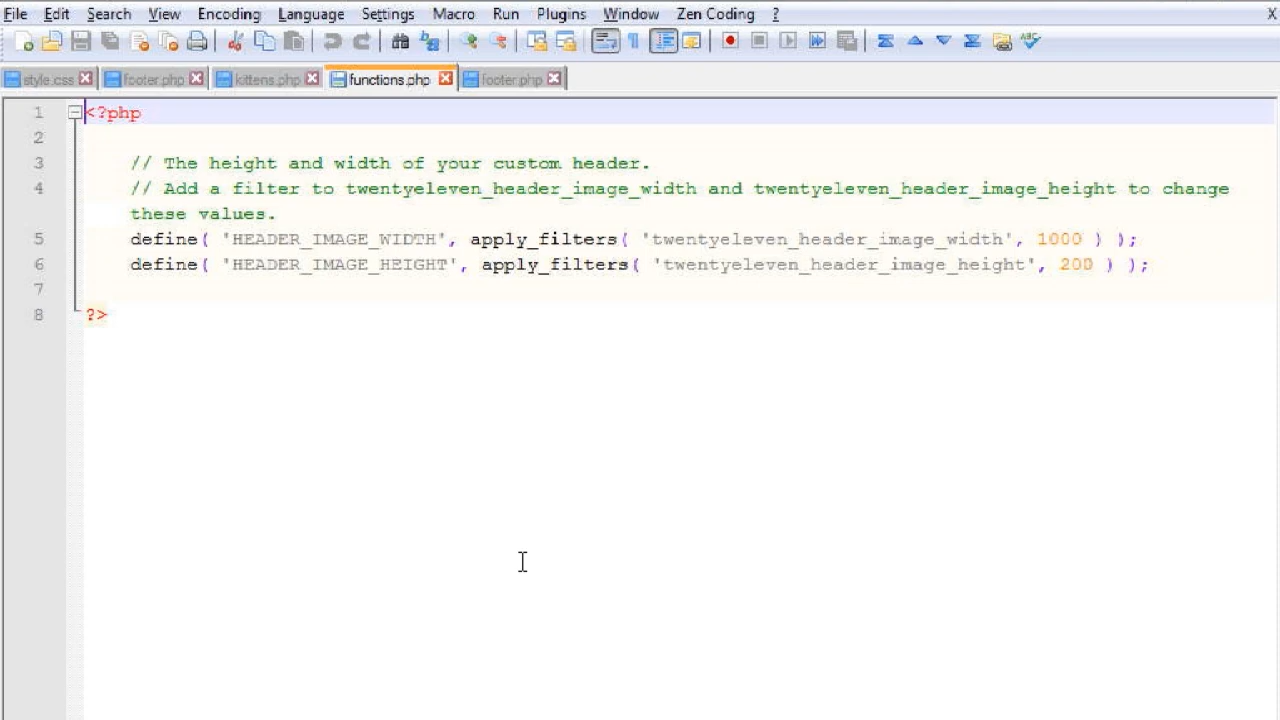 File Edit Search View Encoding Language Settings Macro Run Plugins Window Zen Coding ? X
style.css footer.php kittens.php functions.php footer.php
1 <?php
2
3 // The height and width of your custom header.
4 // Add a filter to twentyeleven_header_image_width and twentyeleven_header_image_height to change
these values.
5 define( 'HEADER_IMAGE_WIDTH', apply_filters( 'twentyeleven_header_image_width', 1000 ) );
6 define( 'HEADER_IMAGE_HEIGHT', apply_filters( 'twentyeleven_header_image_height', 200 ) );
7
8 ?>